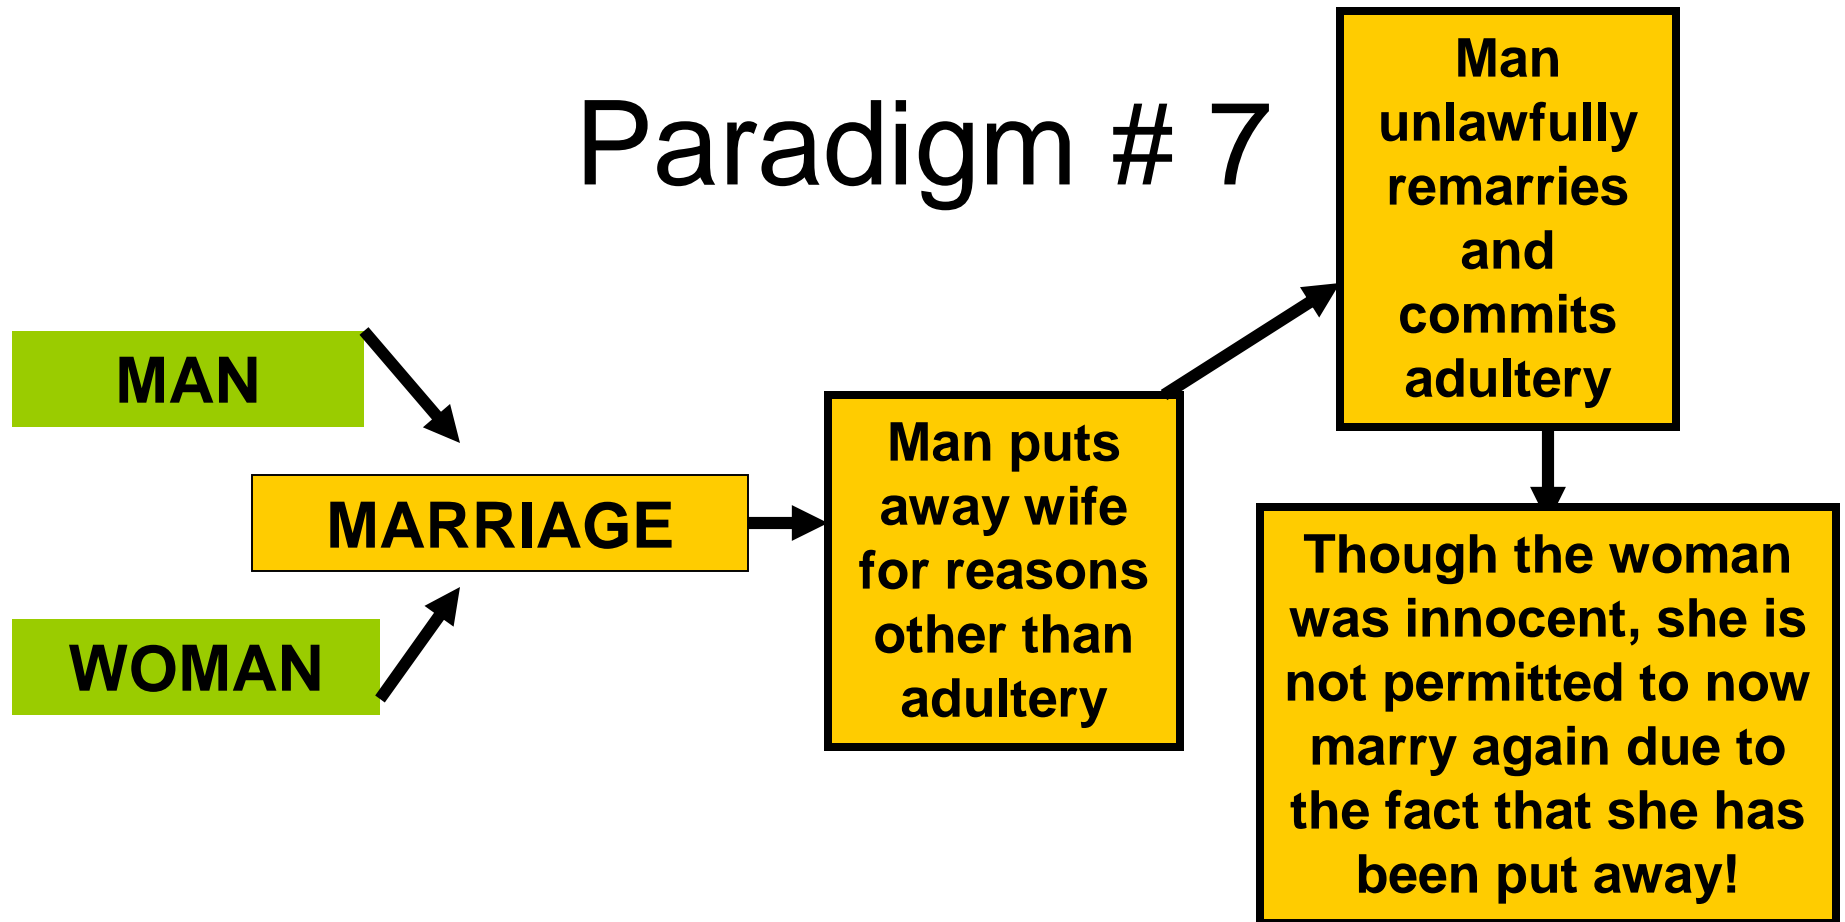 Paradigm # 7
MAN
WOMAN
MARRIAGE
Man puts
away wife
for reasons
other than
adultery
Man
unlawfully
remarries
and
commits
adultery
Though the woman
was innocent, she is
not permitted to now
marry again due to
the fact that she has
been put away!